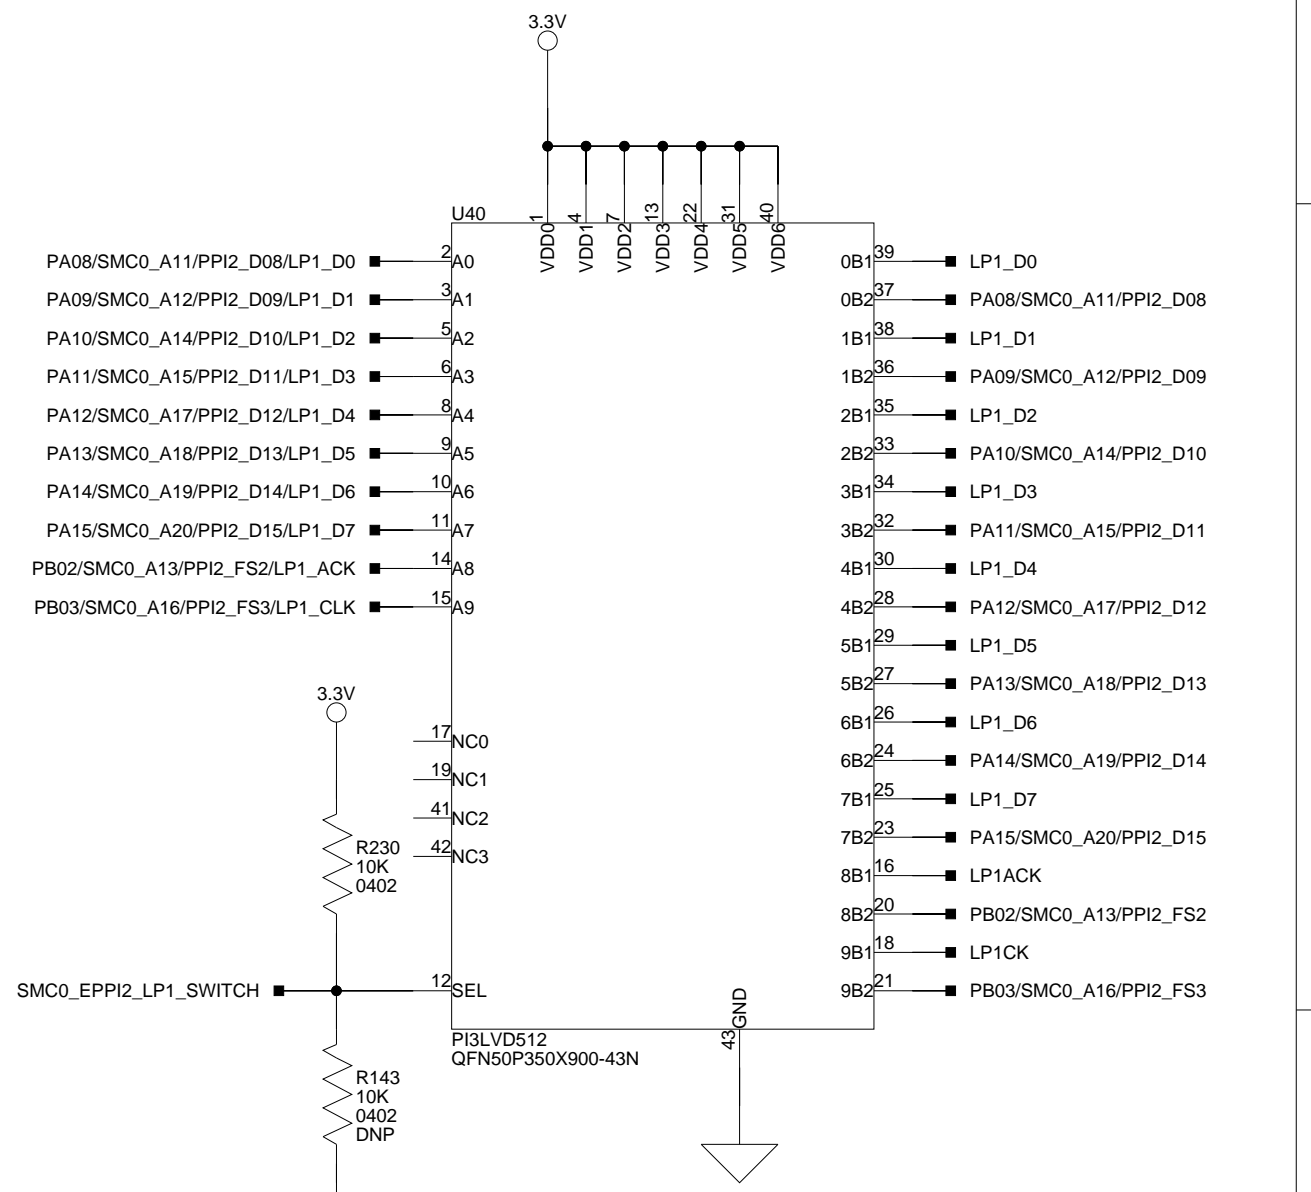 3.3V
U40
1 4 7 13 22 31 40
VDD0 VDD1 VDD2 VDD3 VDD4 VDD5 VDD6
PA08/SMC0_A11/PPI2_D08/LP1_D0 2 A0
PA09/SMC0_A12/PPI2_D09/LP1_D1 3 A1
PA10/SMC0_A14/PPI2_D10/LP1_D2 5 A2
PA11/SMC0_A15/PPI2_D11/LP1_D3 6 A3
PA12/SMC0_A17/PPI2_D12/LP1_D4 8 A4
PA13/SMC0_A18/PPI2_D13/LP1_D5 9 A5
PA14/SMC0_A19/PPI2_D14/LP1_D6 10 A6
PA15/SMC0_A20/PPI2_D15/LP1_D7 11 A7
PB02/SMC0_A13/PPI2_FS2/LP1_ACK 14 A8
PB03/SMC0_A16/PPI2_FS3/LP1_CLK 15 A9
0B1 39 LP1_D0
0B2 37 PA08/SMC0_A11/PPI2_D08
1B1 38 LP1_D1
1B2 36 PA09/SMC0_A12/PPI2_D09
2B1 35 LP1_D2
2B2 33 PA10/SMC0_A14/PPI2_D10
3B1 34 LP1_D3
3B2 32 PA11/SMC0_A15/PPI2_D11
4B1 30 LP1_D4
4B2 28 PA12/SMC0_A17/PPI2_D12
5B1 29 LP1_D5
5B2 27 PA13/SMC0_A18/PPI2_D13
6B1 26 LP1_D6
6B2 24 PA14/SMC0_A19/PPI2_D14
7B1 25 LP1_D7
7B2 23 PA15/SMC0_A20/PPI2_D15
8B1 16 LP1ACK
8B2 20 PB02/SMC0_A13/PPI2_FS2
9B1 18 LP1CK
9B2 21 PB03/SMC0_A16/PPI2_FS3
3.3V
17 NC0
19 NC1
41 NC2
42 NC3
R230
10K
0402
SMC0_EPPI2_LP1_SWITCH 12 SEL
43 GND
PI3LVD512
QFN50P350X900-43N
R143
10K
0402
DNP